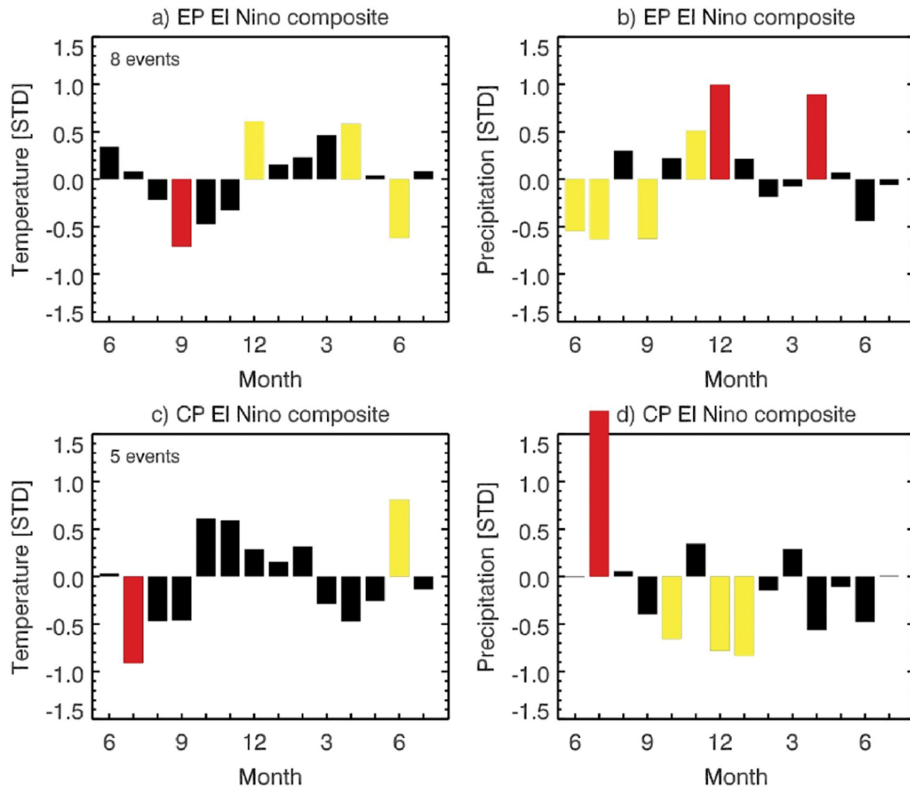 a) EP El Nino composite
8 events
Temperature [STD]
1.5
1.0
0.5
0.0
-0.5
-1.0
-1.5
6 9 12 3 6
Month
b) EP El Nino composite
Precipitation [STD]
1.5
1.0
0.5
0.0
-0.5
-1.0
-1.5
6 9 12 3 6
Month
c) CP El Nino composite
5 events
Temperature [STD]
1.5
1.0
0.5
0.0
-0.5
-1.0
-1.5
6 9 12 3 6
Month
d) CP El Nino composite
Precipitation [STD]
1.5
1.0
0.5
0.0
-0.5
-1.0
-1.5
6 9 12 3 6
Month